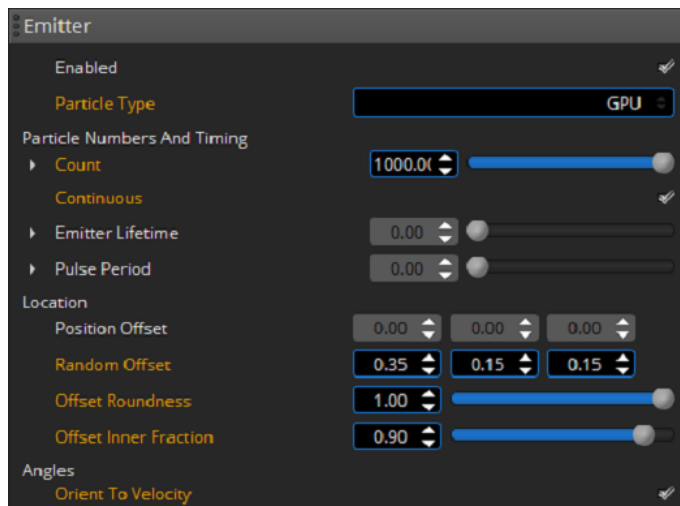 Emitter
Enabled
Particle Type GPU
Particle Numbers And Timing
Count 1000.0(
Continuous
Emitter Lifetime 0.00
Pulse Period 0.00
Location
Position Offset 0.00 0.00 0.00
Random Offset 0.35 0.15 0.15
Offset Roundness 1.00
Offset Inner Fraction 0.90
Angles
Orient To Velocity